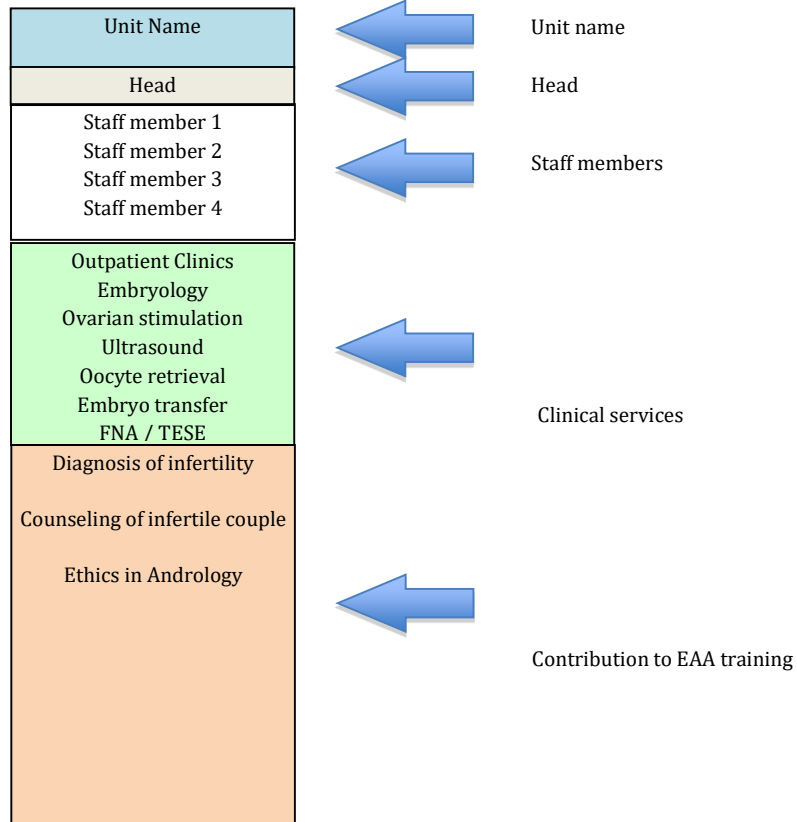 Unit Name
Unit name
Head
Head
Staff member 1
Staff member 2
Staff member 3
Staff member 4
Staff members
Outpatient Clinics
Embryology
Ovarian stimulation
Ultrasound
Oocyte retrieval
Embryo transfer
FNA / TESE
Clinical services
Diagnosis of infertility
Counseling of infertile couple
Ethics in Andrology
Contribution to EAA training